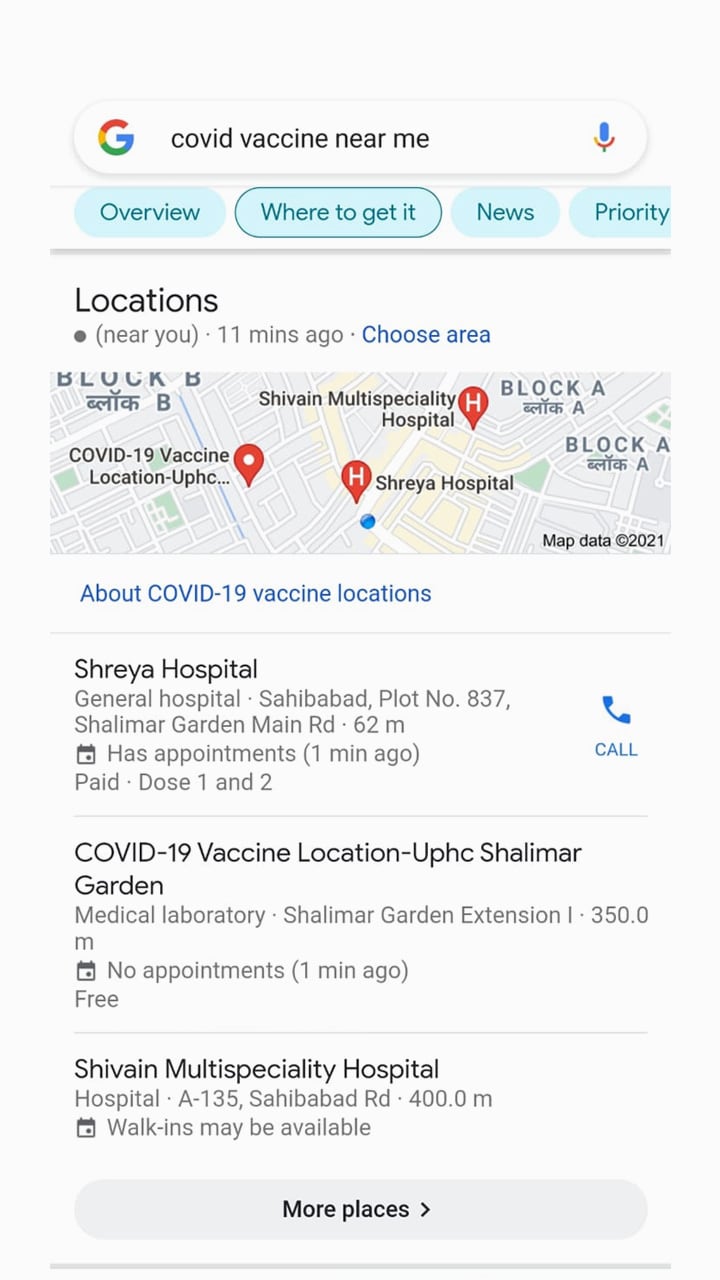 covid vaccine near me
Overview
Where to get it
News
Priority
Locations
● (near you) · 11 mins ago · Choose area
BLOCK B
ब्लॉक B
Shivain Multispeciality
Hospital
BLOCK A
ब्लॉक A
COVID-19 Vaccine
Location-Uphc...
Shreya Hospital
BLOCK A
ब्लॉक A
Map data ©2021
About COVID-19 vaccine locations
Shreya Hospital
General hospital · Sahibabad, Plot No. 837,
Shalimar Garden Main Rd · 62 m
Has appointments (1 min ago)
Paid · Dose 1 and 2
CALL
COVID-19 Vaccine Location-Uphc Shalimar
Garden
Medical laboratory · Shalimar Garden Extension I · 350.0
m
No appointments (1 min ago)
Free
Shivain Multispeciality Hospital
Hospital · A-135, Sahibabad Rd · 400.0 m
Walk-ins may be available
More places >